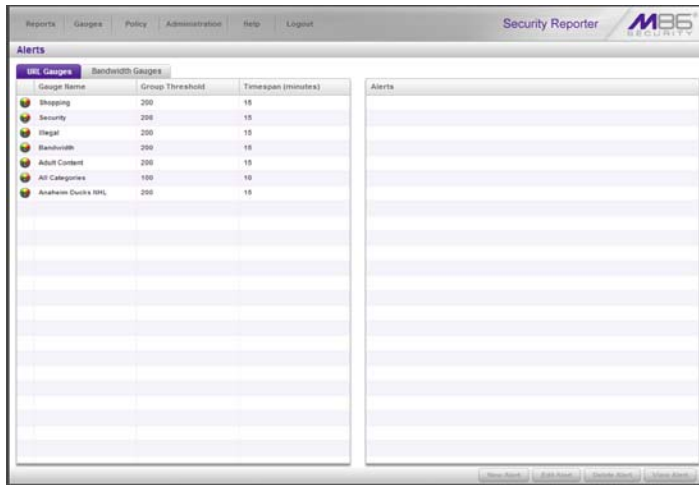 Reports Gauges Policy Administration Help Logout
Security Reporter
M86
SECURITY
Alerts
URL Gauges Bandwidth Gauges
Gauge Name Group Threshold Timespan (minutes) Alerts
Shopping 200 15
Security 200 15
Illegal 200 15
Bandwidth 200 15
Adult Content 200 15
All Categories 100 10
Anaheim Ducks NHL 200 15
New Alert Edit Alert Delete Alert View Alert